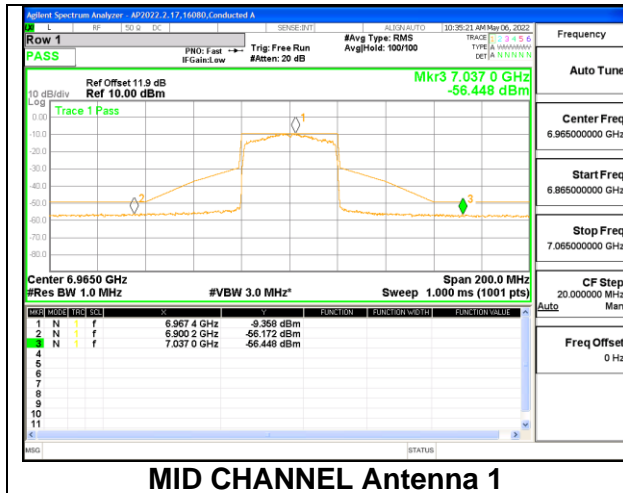 Agilent Spectrum Analyzer - AP2022.2.17,16080,Conducted A
L RF 50 Ω DC SENSE:INT ALIGN AUTO 10:35:21 AM May 06, 2022
Row 1
PASS
PNO: Fast
IFGain:Low
Trig: Free Run
#Atten: 20 dB
#Avg Type: RMS
Avg|Hold: 100/100
TRACE 1 2 3 4 5 6
TYPE A WWWWW
DET A N N N N N
Frequency
Auto Tune
Center Freq
6.965000000 GHz
Start Freq
6.865000000 GHz
Stop Freq
7.065000000 GHz
CF Step
20.000000 MHz
Auto Man
Freq Offset
0 Hz
Ref Offset 11.9 dB
10 dB/div Ref 10.00 dBm
Mkr3 7.037 0 GHz
-56.448 dBm
Log
Trace 1 Pass
0.00
-10.0
-20.0
-30.0
-40.0
-50.0
-60.0
-70.0
-80.0
1
2
3
Center 6.9650 GHz Span 200.0 MHz
#Res BW 1.0 MHz #VBW 3.0 MHz* Sweep 1.000 ms (1001 pts)
MKR MODE TRC SCL X Y FUNCTION FUNCTION WIDTH FUNCTION VALUE
1 N 1 f 6.967 4 GHz -9.358 dBm
2 N 1 f 6.900 2 GHz -56.172 dBm
3 N 1 f 7.037 0 GHz -56.448 dBm
4
5
6
7
8
9
10
11
MSG STATUS
MID CHANNEL Antenna 1